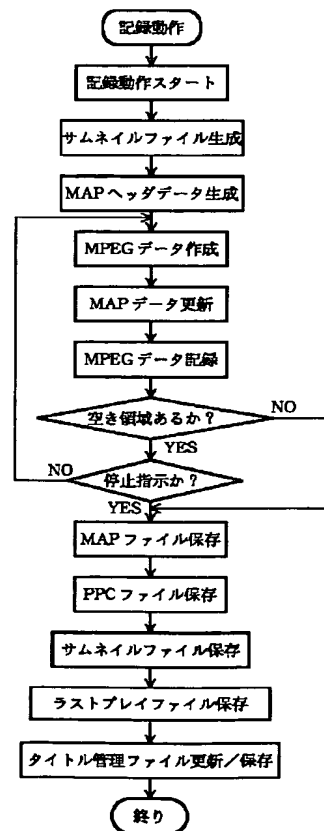 記録動作
記録動作スタート
サムネイルファイル生成
MAPヘッダデータ生成
MPEGデータ作成
MAPデータ更新
MPEGデータ記録
空き領域あるか？
NO
YES
停止指示か？
NO
YES
MAPファイル保存
PPCファイル保存
サムネイルファイル保存
ラストプレイファイル保存
タイトル管理ファイル更新／保存
終り